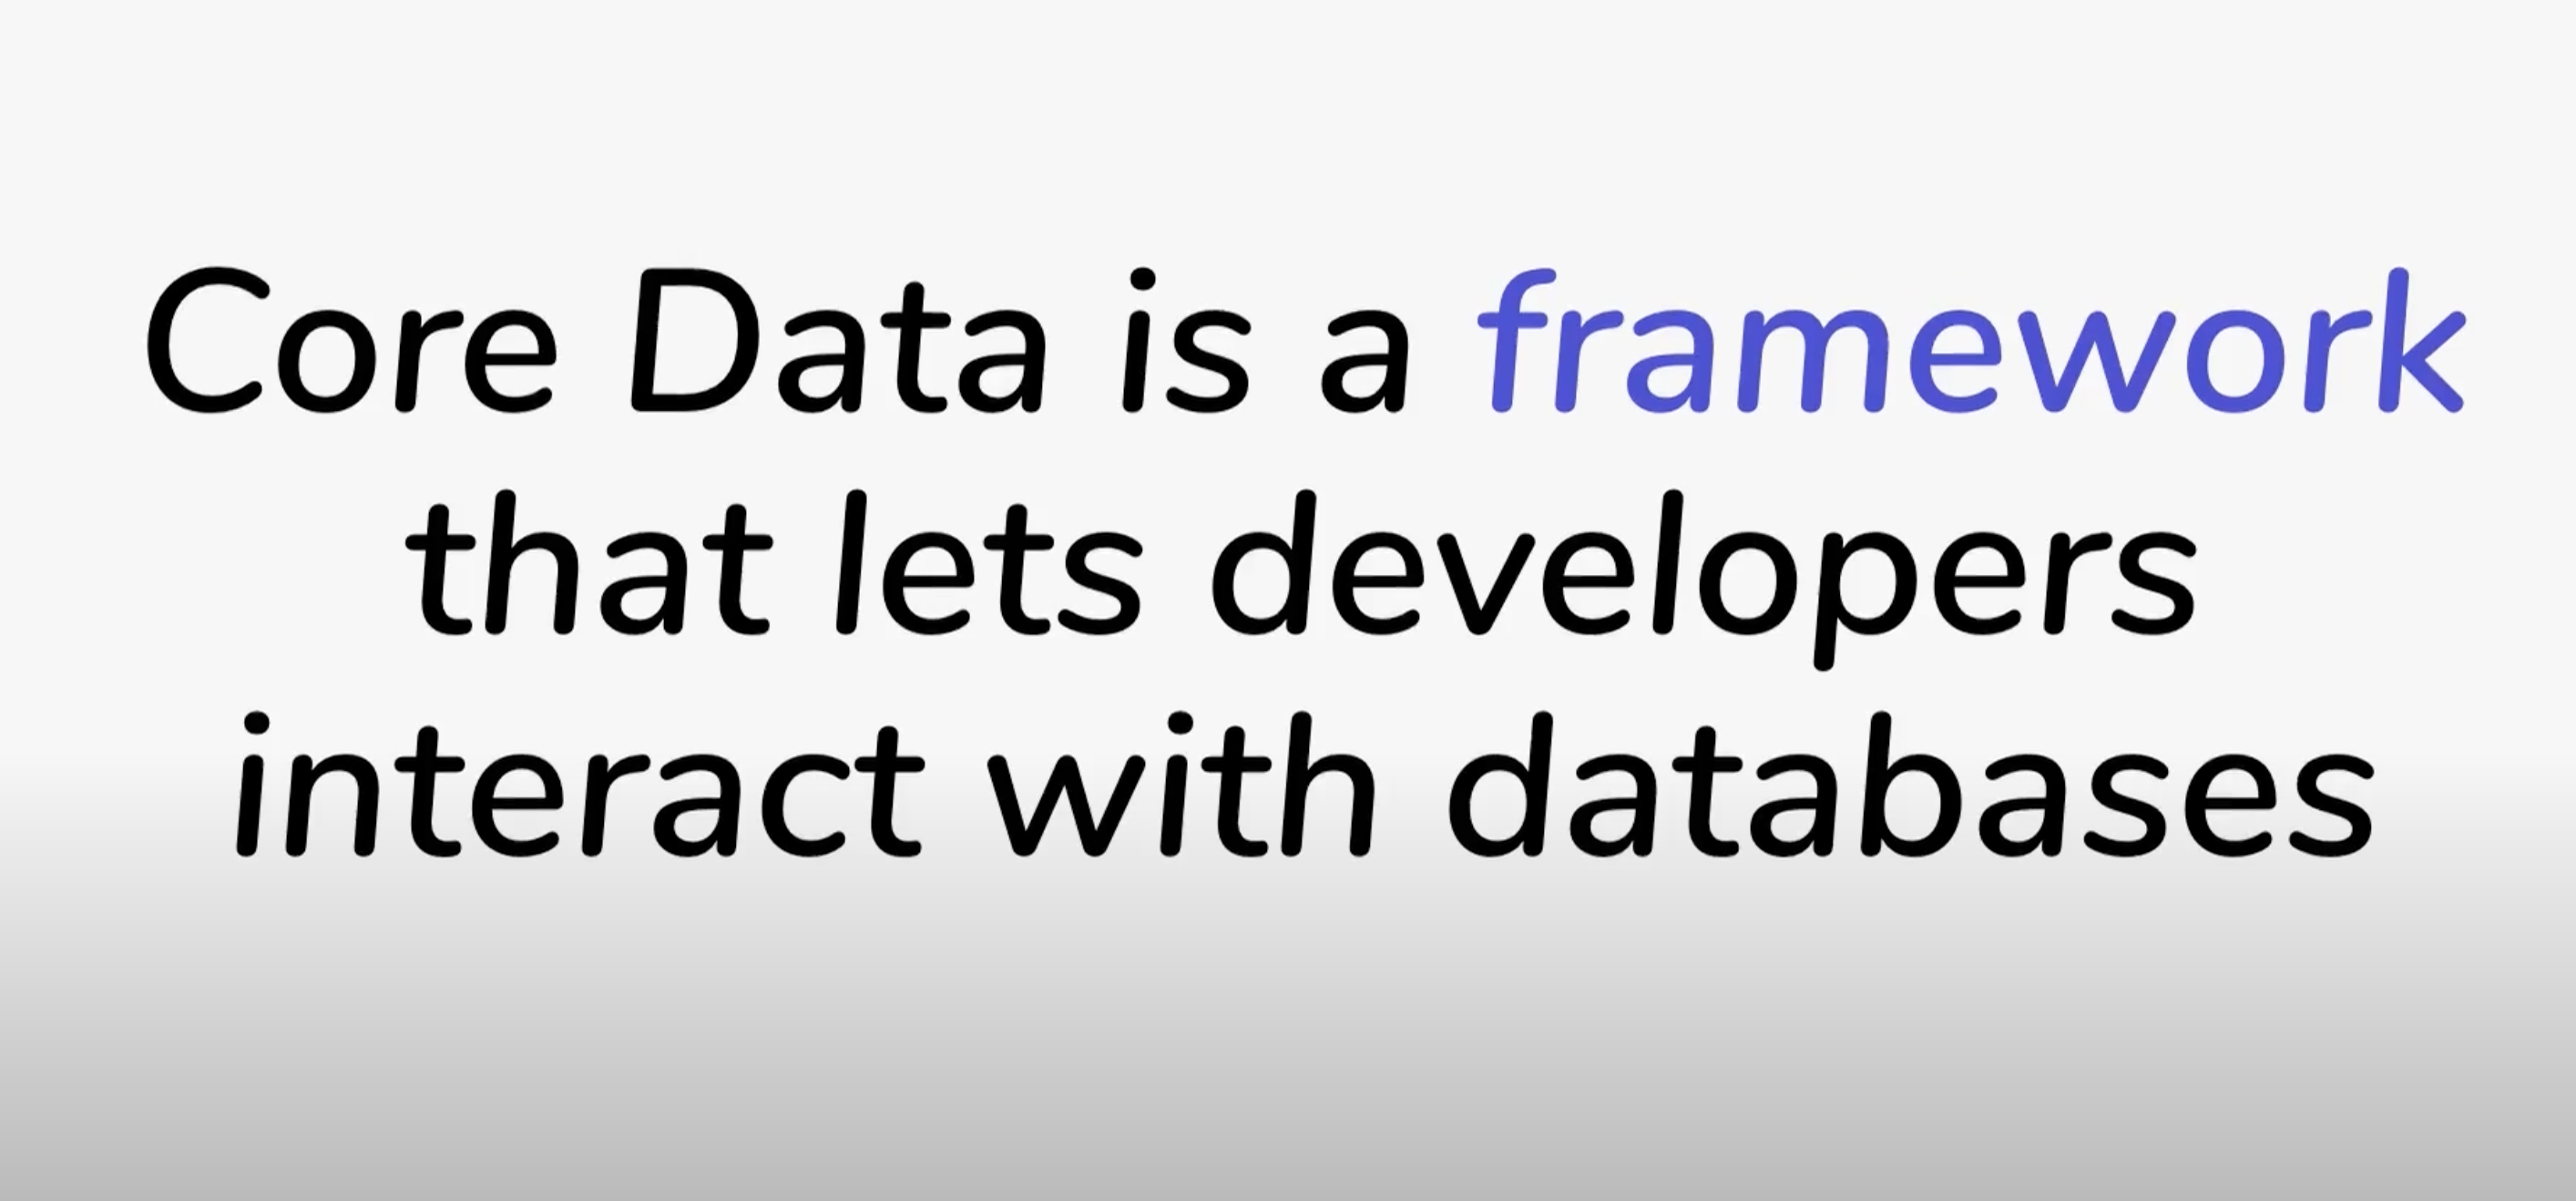 Core Data is a framework
that lets developers
interact with databases